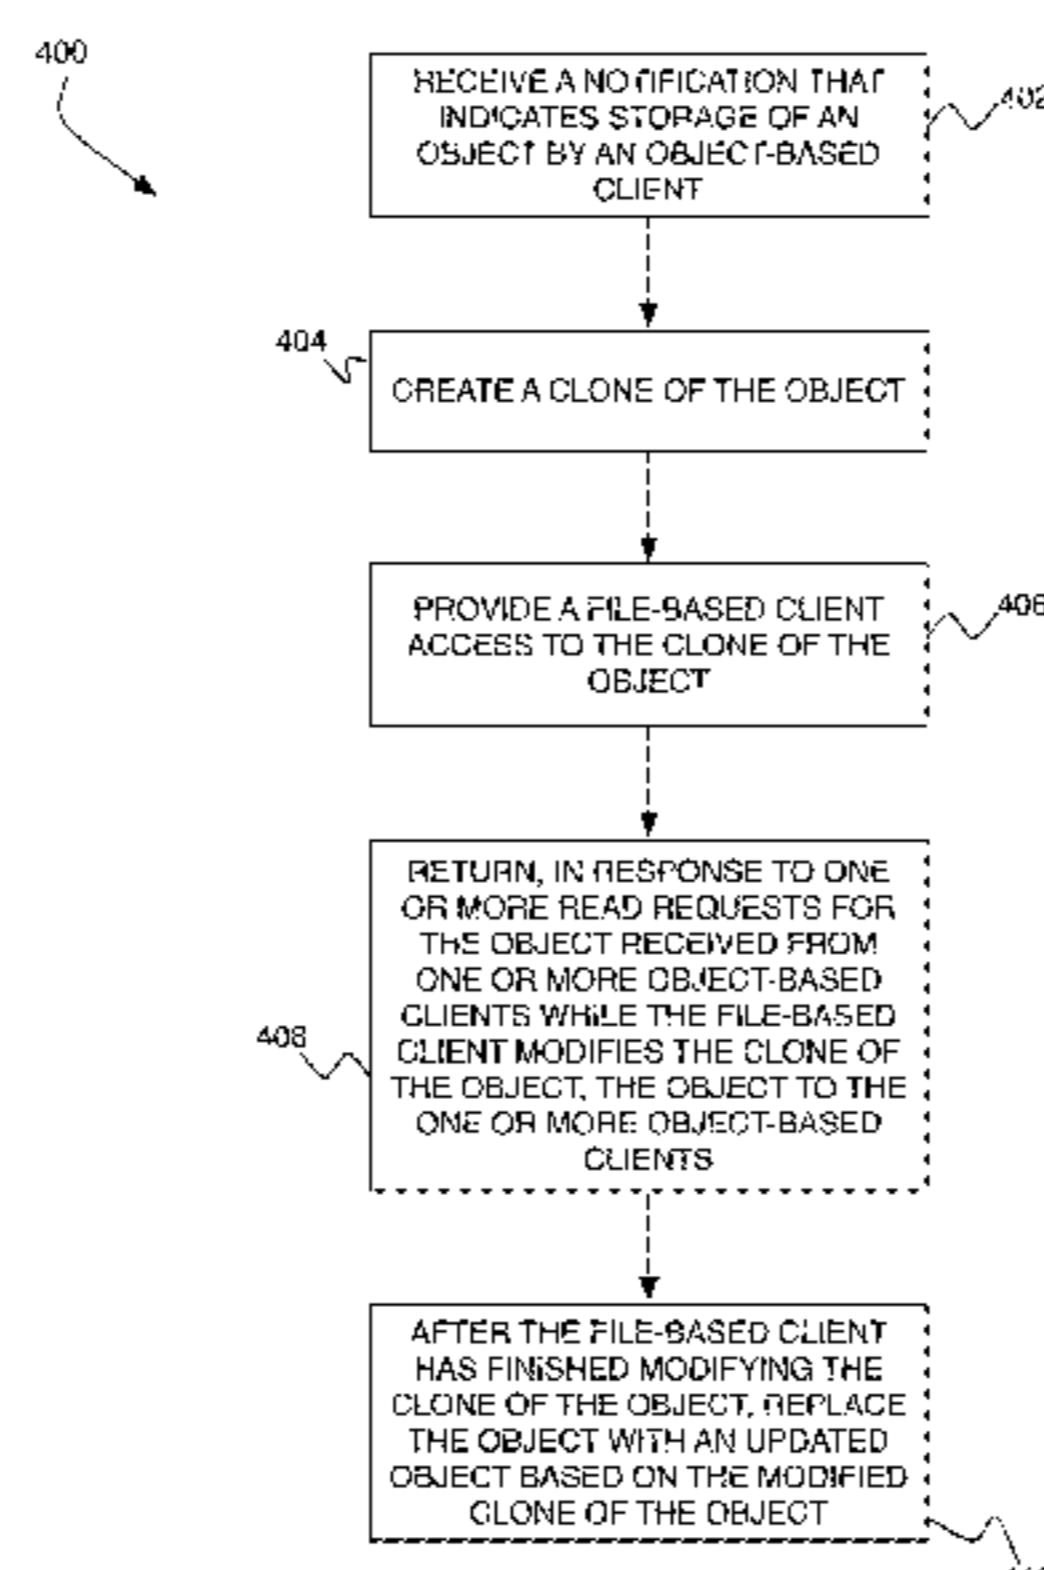 400
RECEIVE A NOTIFICATION THAT
INDICATES STORAGE OF AN
OBJECT BY AN OBJECT-BASED
CLIENT
402
404
CREATE A CLONE OF THE OBJECT
PROVIDE A FILE-BASED CLIENT
ACCESS TO THE CLONE OF THE
OBJECT
406
RETURN, IN RESPONSE TO ONE
OR MORE READ REQUESTS FOR
THE OBJECT RECEIVED FROM
ONE OR MORE OBJECT-BASED
CLIENTS WHILE THE FILE-BASED
CLIENT MODIFIES THE CLONE OF
THE OBJECT, THE OBJECT TO THE
ONE OR MORE OBJECT-BASED
CLIENTS
408
AFTER THE FILE-BASED CLIENT
HAS FINISHED MODIFYING THE
CLONE OF THE OBJECT, REPLACE
THE OBJECT WITH AN UPDATED
OBJECT BASED ON THE MODIFIED
CLONE OF THE OBJECT